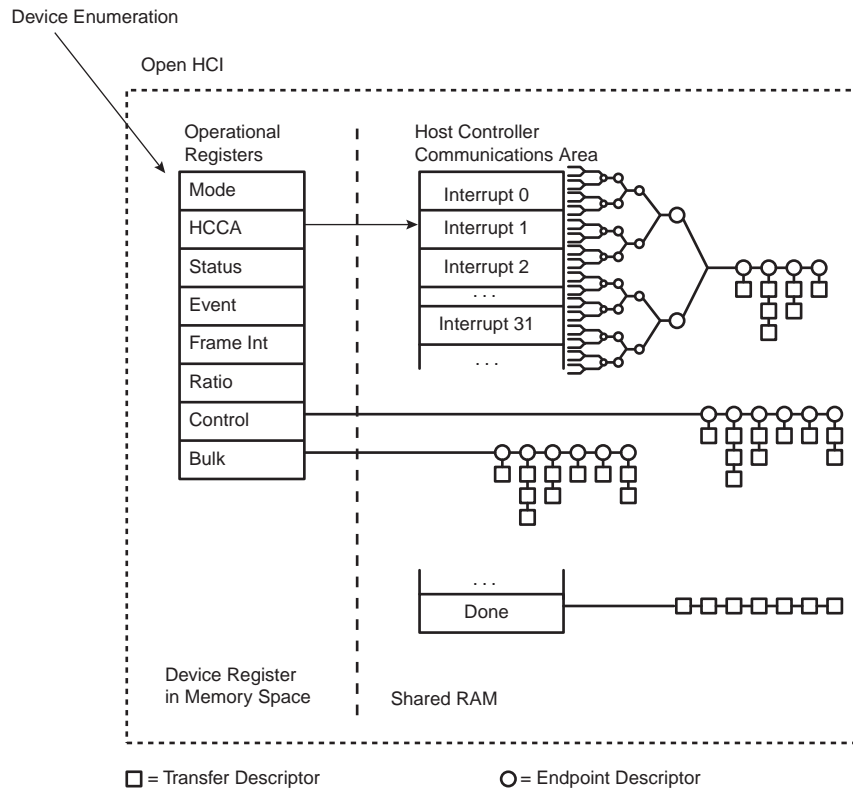 Device Enumeration
Open HCI
Operational
Registers
Mode
HCCA
Status
Event
Frame Int
Ratio
Control
Bulk
Device Register
in Memory Space
Host Controller
Communications Area
Interrupt 0
Interrupt 1
Interrupt 2
. . .
Interrupt 31
. . .
. . .
Done
Shared RAM
= Transfer Descriptor
= Endpoint Descriptor